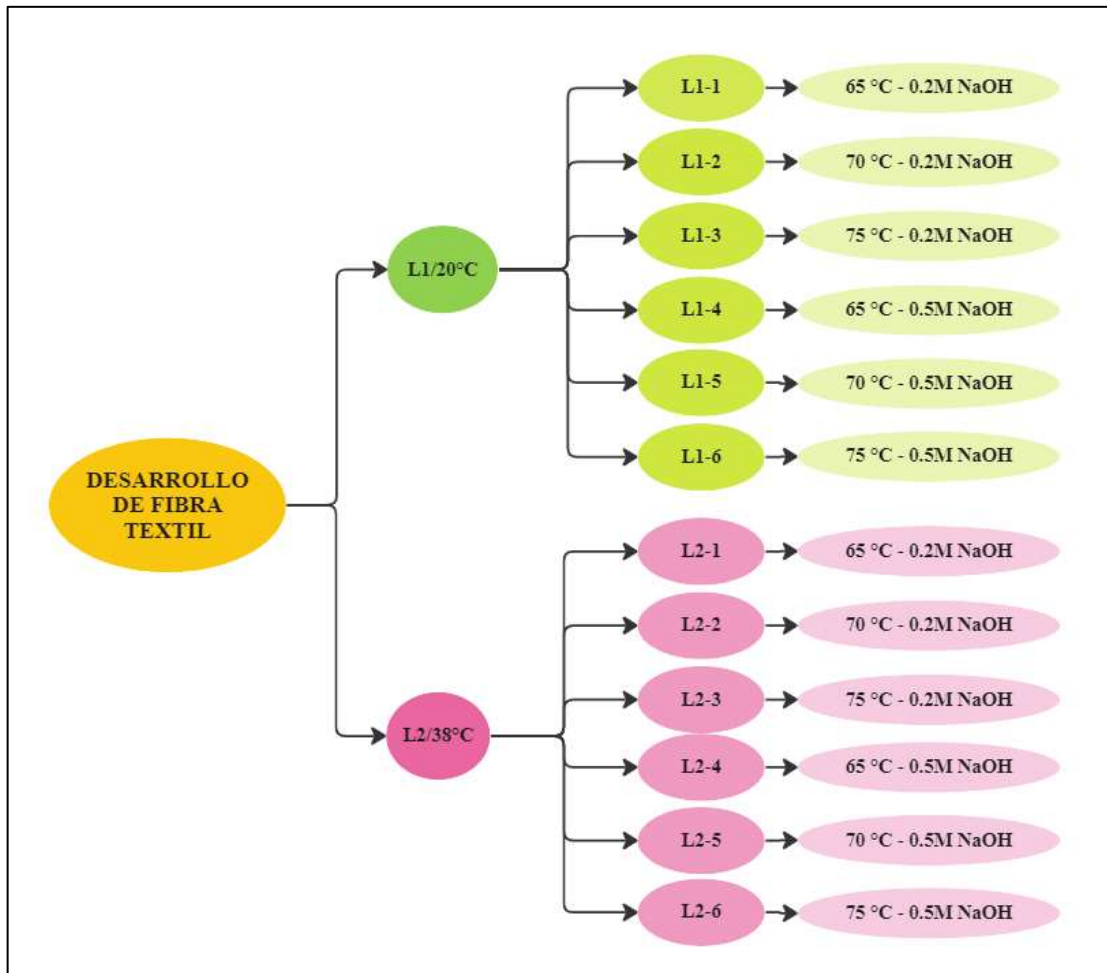 DESARROLLO
DE FIBRA
TEXTIL
L1/20°C
L1-1
65 °C - 0.2M NaOH
L1-2
70 °C - 0.2M NaOH
L1-3
75 °C - 0.2M NaOH
L1-4
65 °C - 0.5M NaOH
L1-5
70 °C - 0.5M NaOH
L1-6
75 °C - 0.5M NaOH
L2/38°C
L2-1
65 °C - 0.2M NaOH
L2-2
70 °C - 0.2M NaOH
L2-3
75 °C - 0.2M NaOH
L2-4
65 °C - 0.5M NaOH
L2-5
70 °C - 0.5M NaOH
L2-6
75 °C - 0.5M NaOH